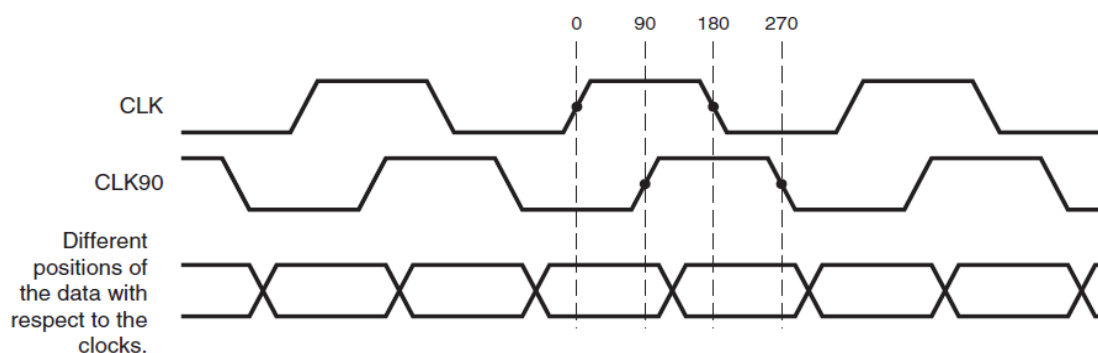 0 90 180 270
CLK
CLK90
Different
positions of
the data with
respect to the
clocks.